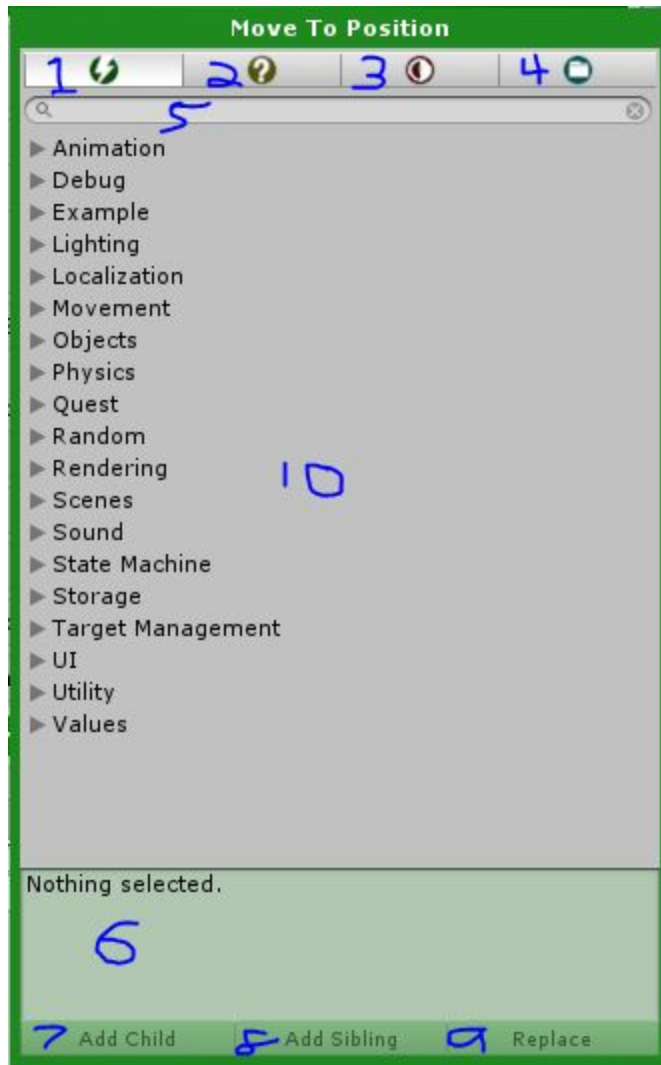 Move To Position
1 2 ? 3 4
5
Animation
Debug
Example
Lighting
Localization
Movement
Objects
Physics
Quest
Random
Rendering
10
Scenes
Sound
State Machine
Storage
Target Management
UI
Utility
Values
Nothing selected.
6
7 Add Child 8 Add Sibling 9 Replace